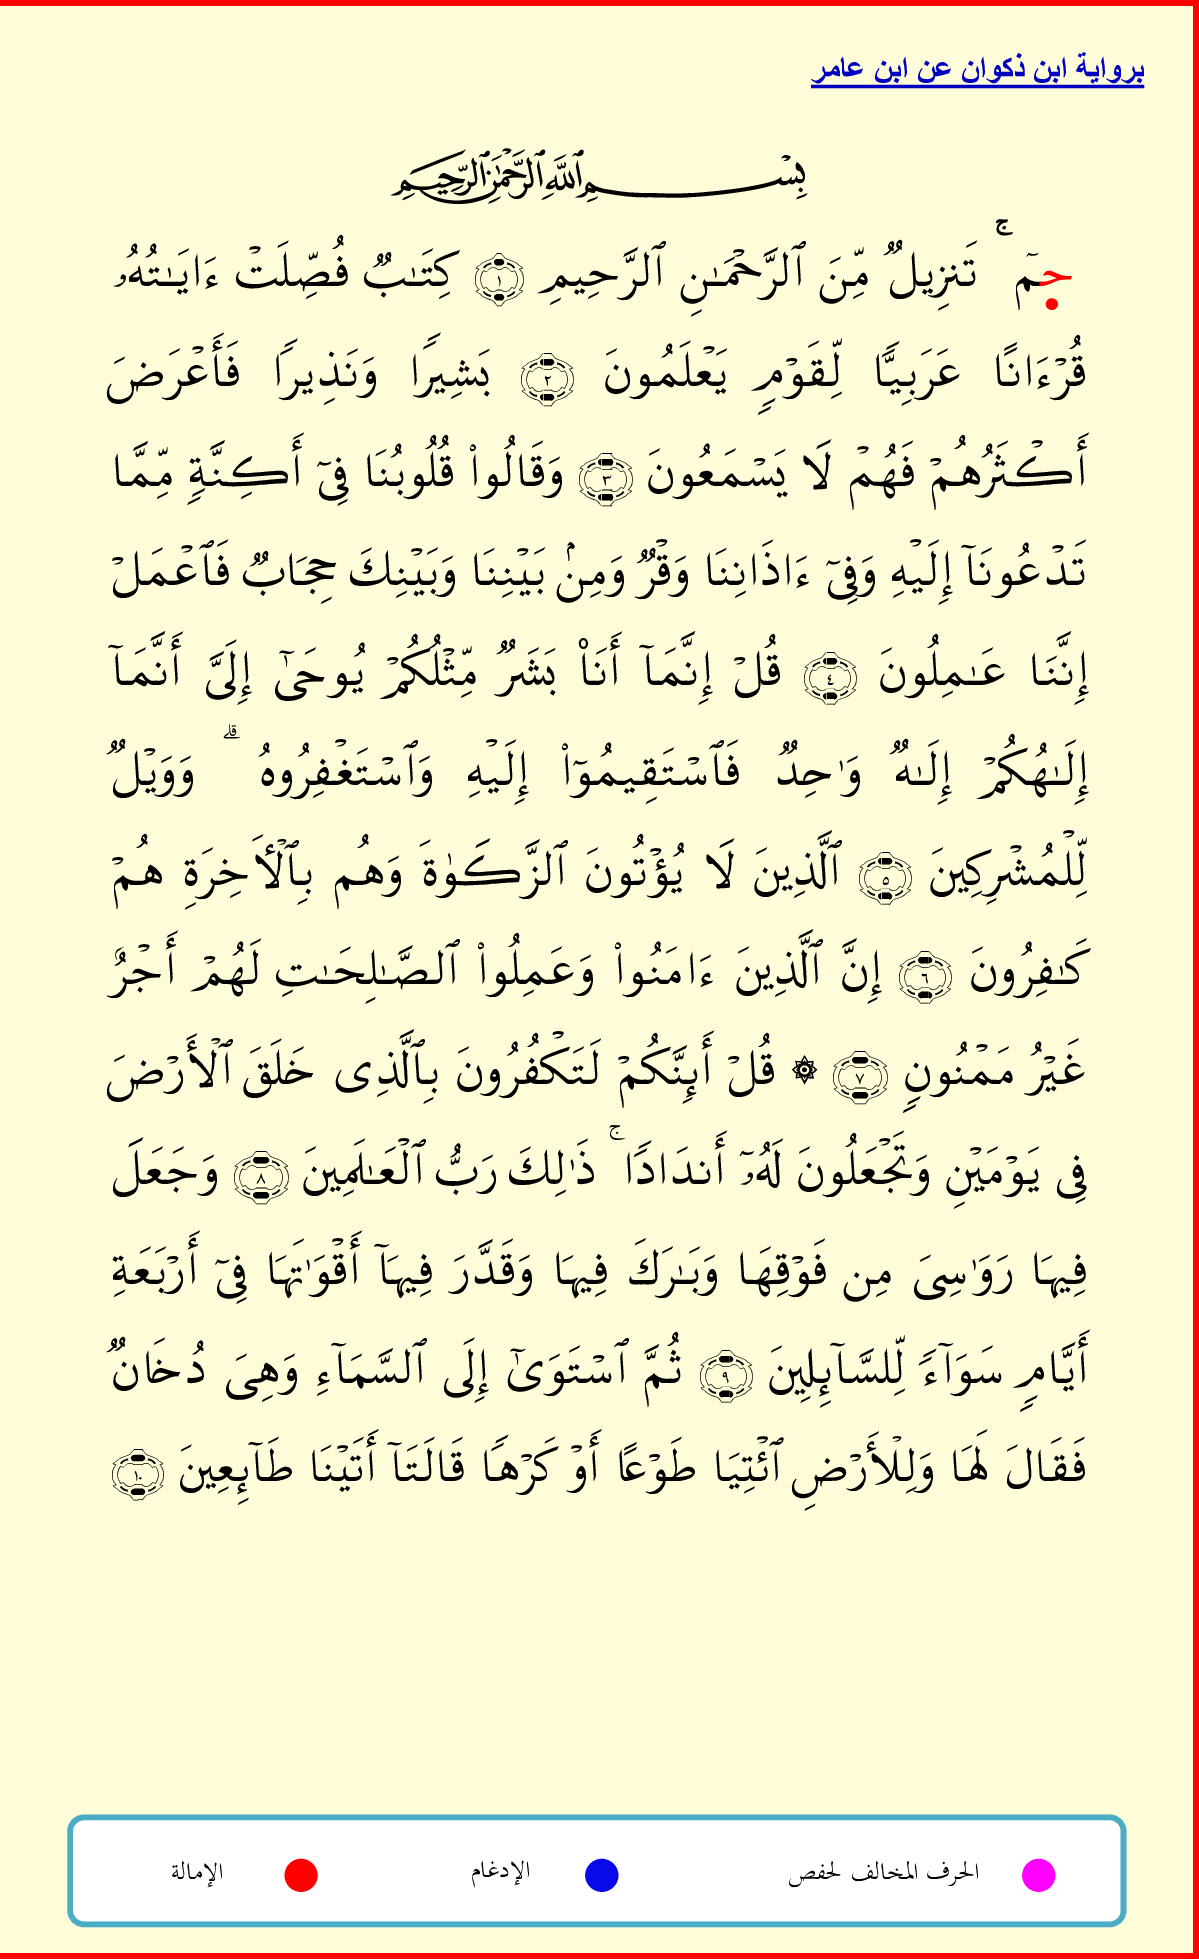 برواية ابن ذكوان عن ابن عامر
بِسْمِ ٱللَّهِ ٱلرَّحْمَٰنِ ٱلرَّحِيمِ
حمٓ ۚ تَنزِيلٌ مِّنَ ٱلرَّحْمَٰنِ ٱلرَّحِيمِ ١ كِتَٰبٌ فُصِّلَتْ ءَايَٰتُهُۥ
قُرْءَانًا عَرَبِيًّا لِّقَوْمٍ يَعْلَمُونَ ٢ بَشِيرًا وَنَذِيرًا فَأَعْرَضَ
أَكْثَرُهُمْ فَهُمْ لَا يَسْمَعُونَ ٣ وَقَالُوا۟ قُلُوبُنَا فِىٓ أَكِنَّةٍ مِّمَّا
تَدْعُونَآ إِلَيْهِ وَفِىٓ ءَاذَانِنَا وَقْرٌ وَمِنۢ بَيْنِنَا وَبَيْنِكَ حِجَابٌ فَٱعْمَلْ
إِنَّنَا عَٰمِلُونَ ٤ قُلْ إِنَّمَآ أَنَا۠ بَشَرٌ مِّثْلُكُمْ يُوحَىٰٓ إِلَىَّ أَنَّمَآ
إِلَٰهُكُمْ إِلَٰهٌ وَٰحِدٌ فَٱسْتَقِيمُوٓا۟ إِلَيْهِ وَٱسْتَغْفِرُوهُ ۗ وَوَيْلٌ
لِّلْمُشْرِكِينَ ٥ ٱلَّذِينَ لَا يُؤْتُونَ ٱلزَّكَوٰةَ وَهُم بِٱلْأَخِرَةِ هُمْ
كَٰفِرُونَ ٦ إِنَّ ٱلَّذِينَ ءَامَنُوا۟ وَعَمِلُوا۟ ٱلصَّٰلِحَٰتِ لَهُمْ أَجْرٌ
غَيْرُ مَمْنُونٍ ٧ ۞ قُلْ أَئِنَّكُمْ لَتَكْفُرُونَ بِٱلَّذِى خَلَقَ ٱلْأَرْضَ
فِى يَوْمَيْنِ وَتَجْعَلُونَ لَهُۥٓ أَندَادًا ۚ ذَٰلِكَ رَبُّ ٱلْعَٰلَمِينَ ٨ وَجَعَلَ
فِيهَا رَوَٰسِىَ مِن فَوْقِهَا وَبَٰرَكَ فِيهَا وَقَدَّرَ فِيهَآ أَقْوَٰتَهَا فِىٓ أَرْبَعَةِ
أَيَّامٍ سَوَآءً لِّلسَّآئِلِينَ ٩ ثُمَّ ٱسْتَوَىٰٓ إِلَى ٱلسَّمَآءِ وَهِىَ دُخَانٌ
فَقَالَ لَهَا وَلِلْأَرْضِ ٱئْتِيَا طَوْعًا أَوْ كَرْهًا قَالَتَآ أَتَيْنَا طَآئِعِينَ ١٠
الحرف المخالف لحفص الإدغام الإمالة